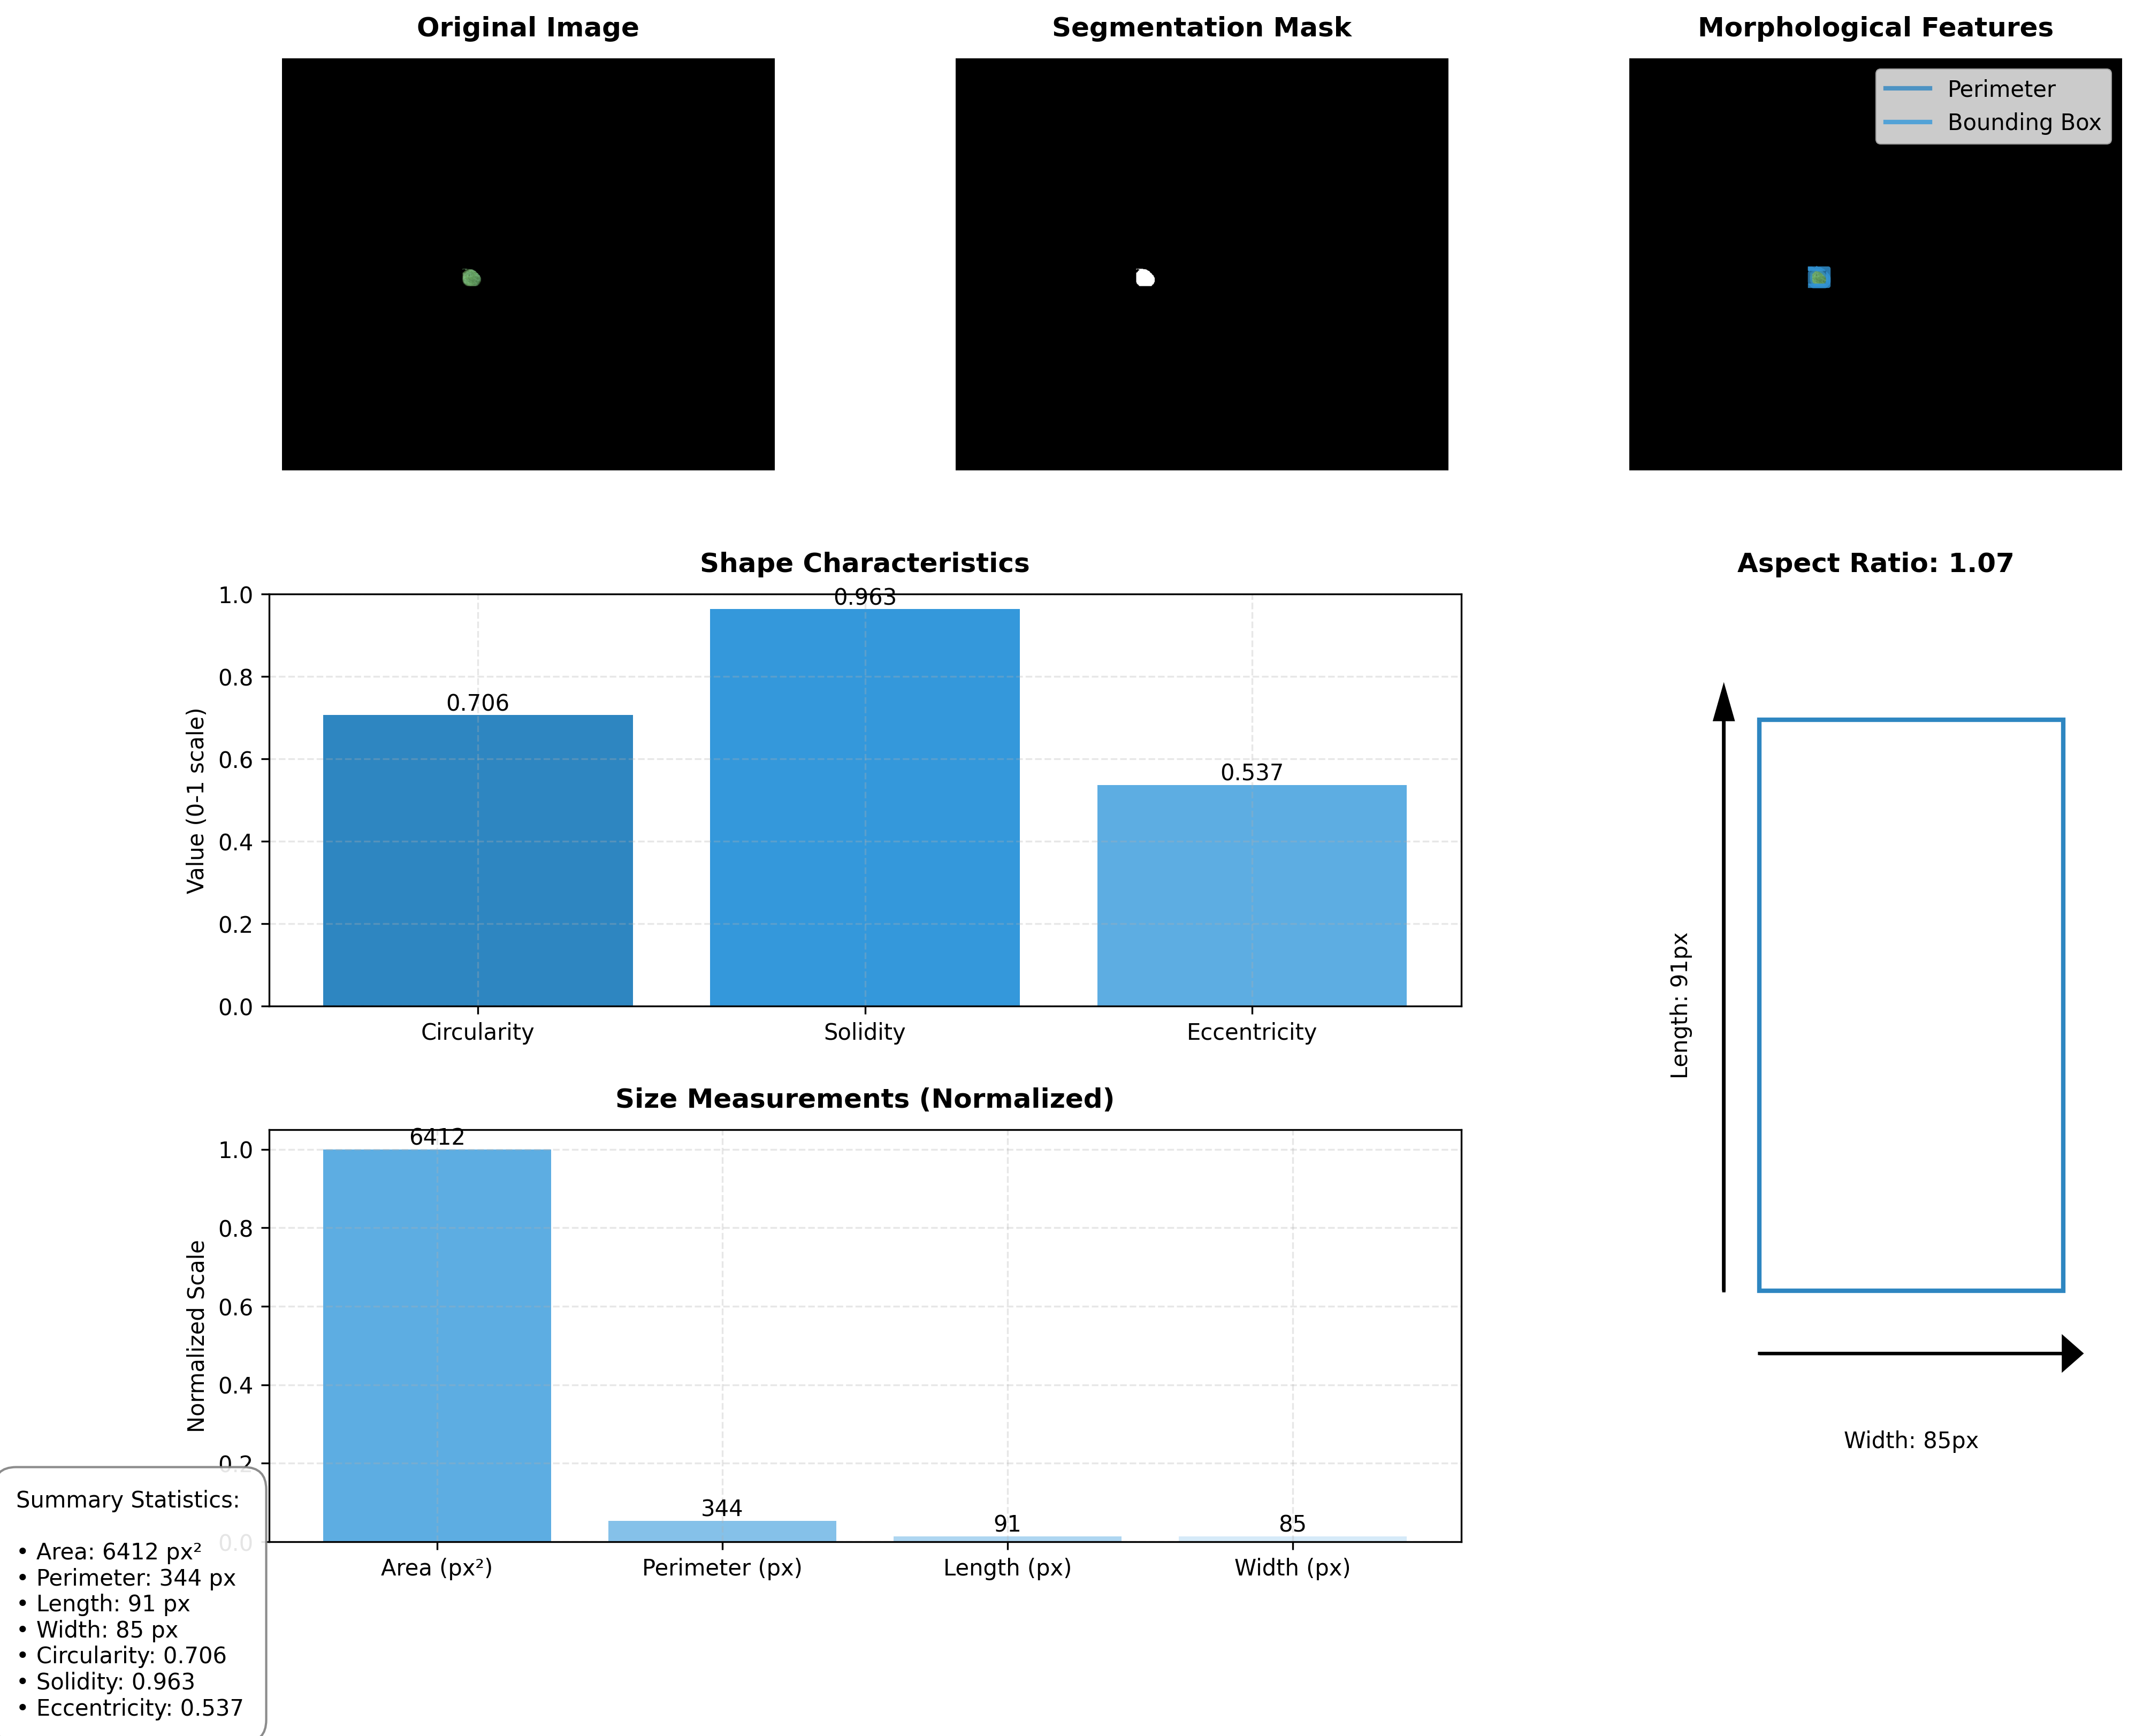 Original Image
Segmentation Mask
Morphological Features
Perimeter
Bounding Box
Shape Characteristics
Value (0-1 scale)
1.0
0.8
0.6
0.4
0.2
0.0
0.706
0.963
0.537
Circularity
Solidity
Eccentricity
Aspect Ratio: 1.07
Length: 91px
Width: 85px
Size Measurements (Normalized)
Normalized Scale
1.0
0.8
0.6
0.4
0.2
0.0
6412
344
91
85
Area (px²)
Perimeter (px)
Length (px)
Width (px)
Summary Statistics:
• Area: 6412 px²
• Perimeter: 344 px
• Length: 91 px
• Width: 85 px
• Circularity: 0.706
• Solidity: 0.963
• Eccentricity: 0.537